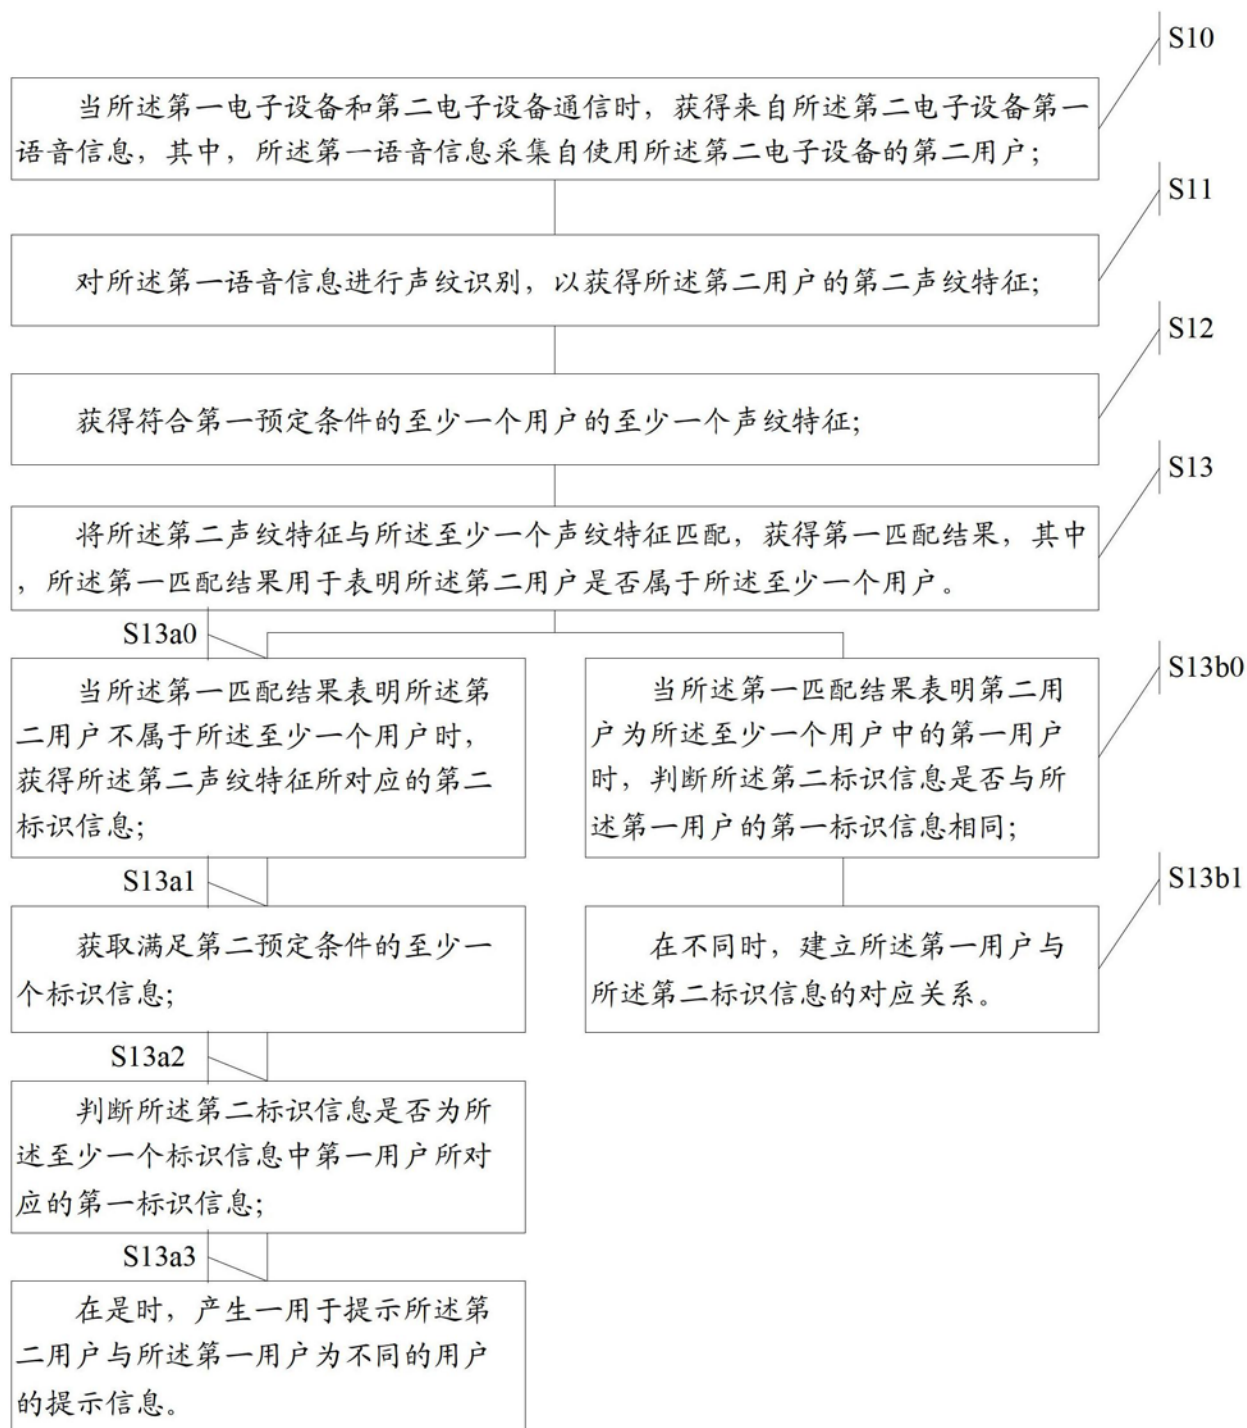 S10
当所述第一电子设备和第二电子设备通信时，获得来自所述第二电子设备第一
语音信息，其中，所述第一语音信息采集自使用所述第二电子设备的第二用户；
S11
对所述第一语音信息进行声纹识别，以获得所述第二用户的第二声纹特征；
S12
获得符合第一预定条件的至少一个用户的至少一个声纹特征；
S13
将所述第二声纹特征与所述至少一个声纹特征匹配，获得第一匹配结果，其中
，所述第一匹配结果用于表明所述第二用户是否属于所述至少一个用户。
S13a0
当所述第一匹配结果表明所述第
二用户不属于所述至少一个用户时，
获得所述第二声纹特征所对应的第二
标识信息；
S13b0
当所述第一匹配结果表明第二用
户为所述至少一个用户中的第一用户
时，判断所述第二标识信息是否与所
述第一用户的第一标识信息相同；
S13a1
获取满足第二预定条件的至少一
个标识信息；
S13b1
在不同时，建立所述第一用户与
所述第二标识信息的对应关系。
S13a2
判断所述第二标识信息是否为所
述至少一个标识信息中第一用户所对
应的第一标识信息；
S13a3
在是时，产生一用于提示所述第
二用户与所述第一用户为不同的用户
的提示信息。